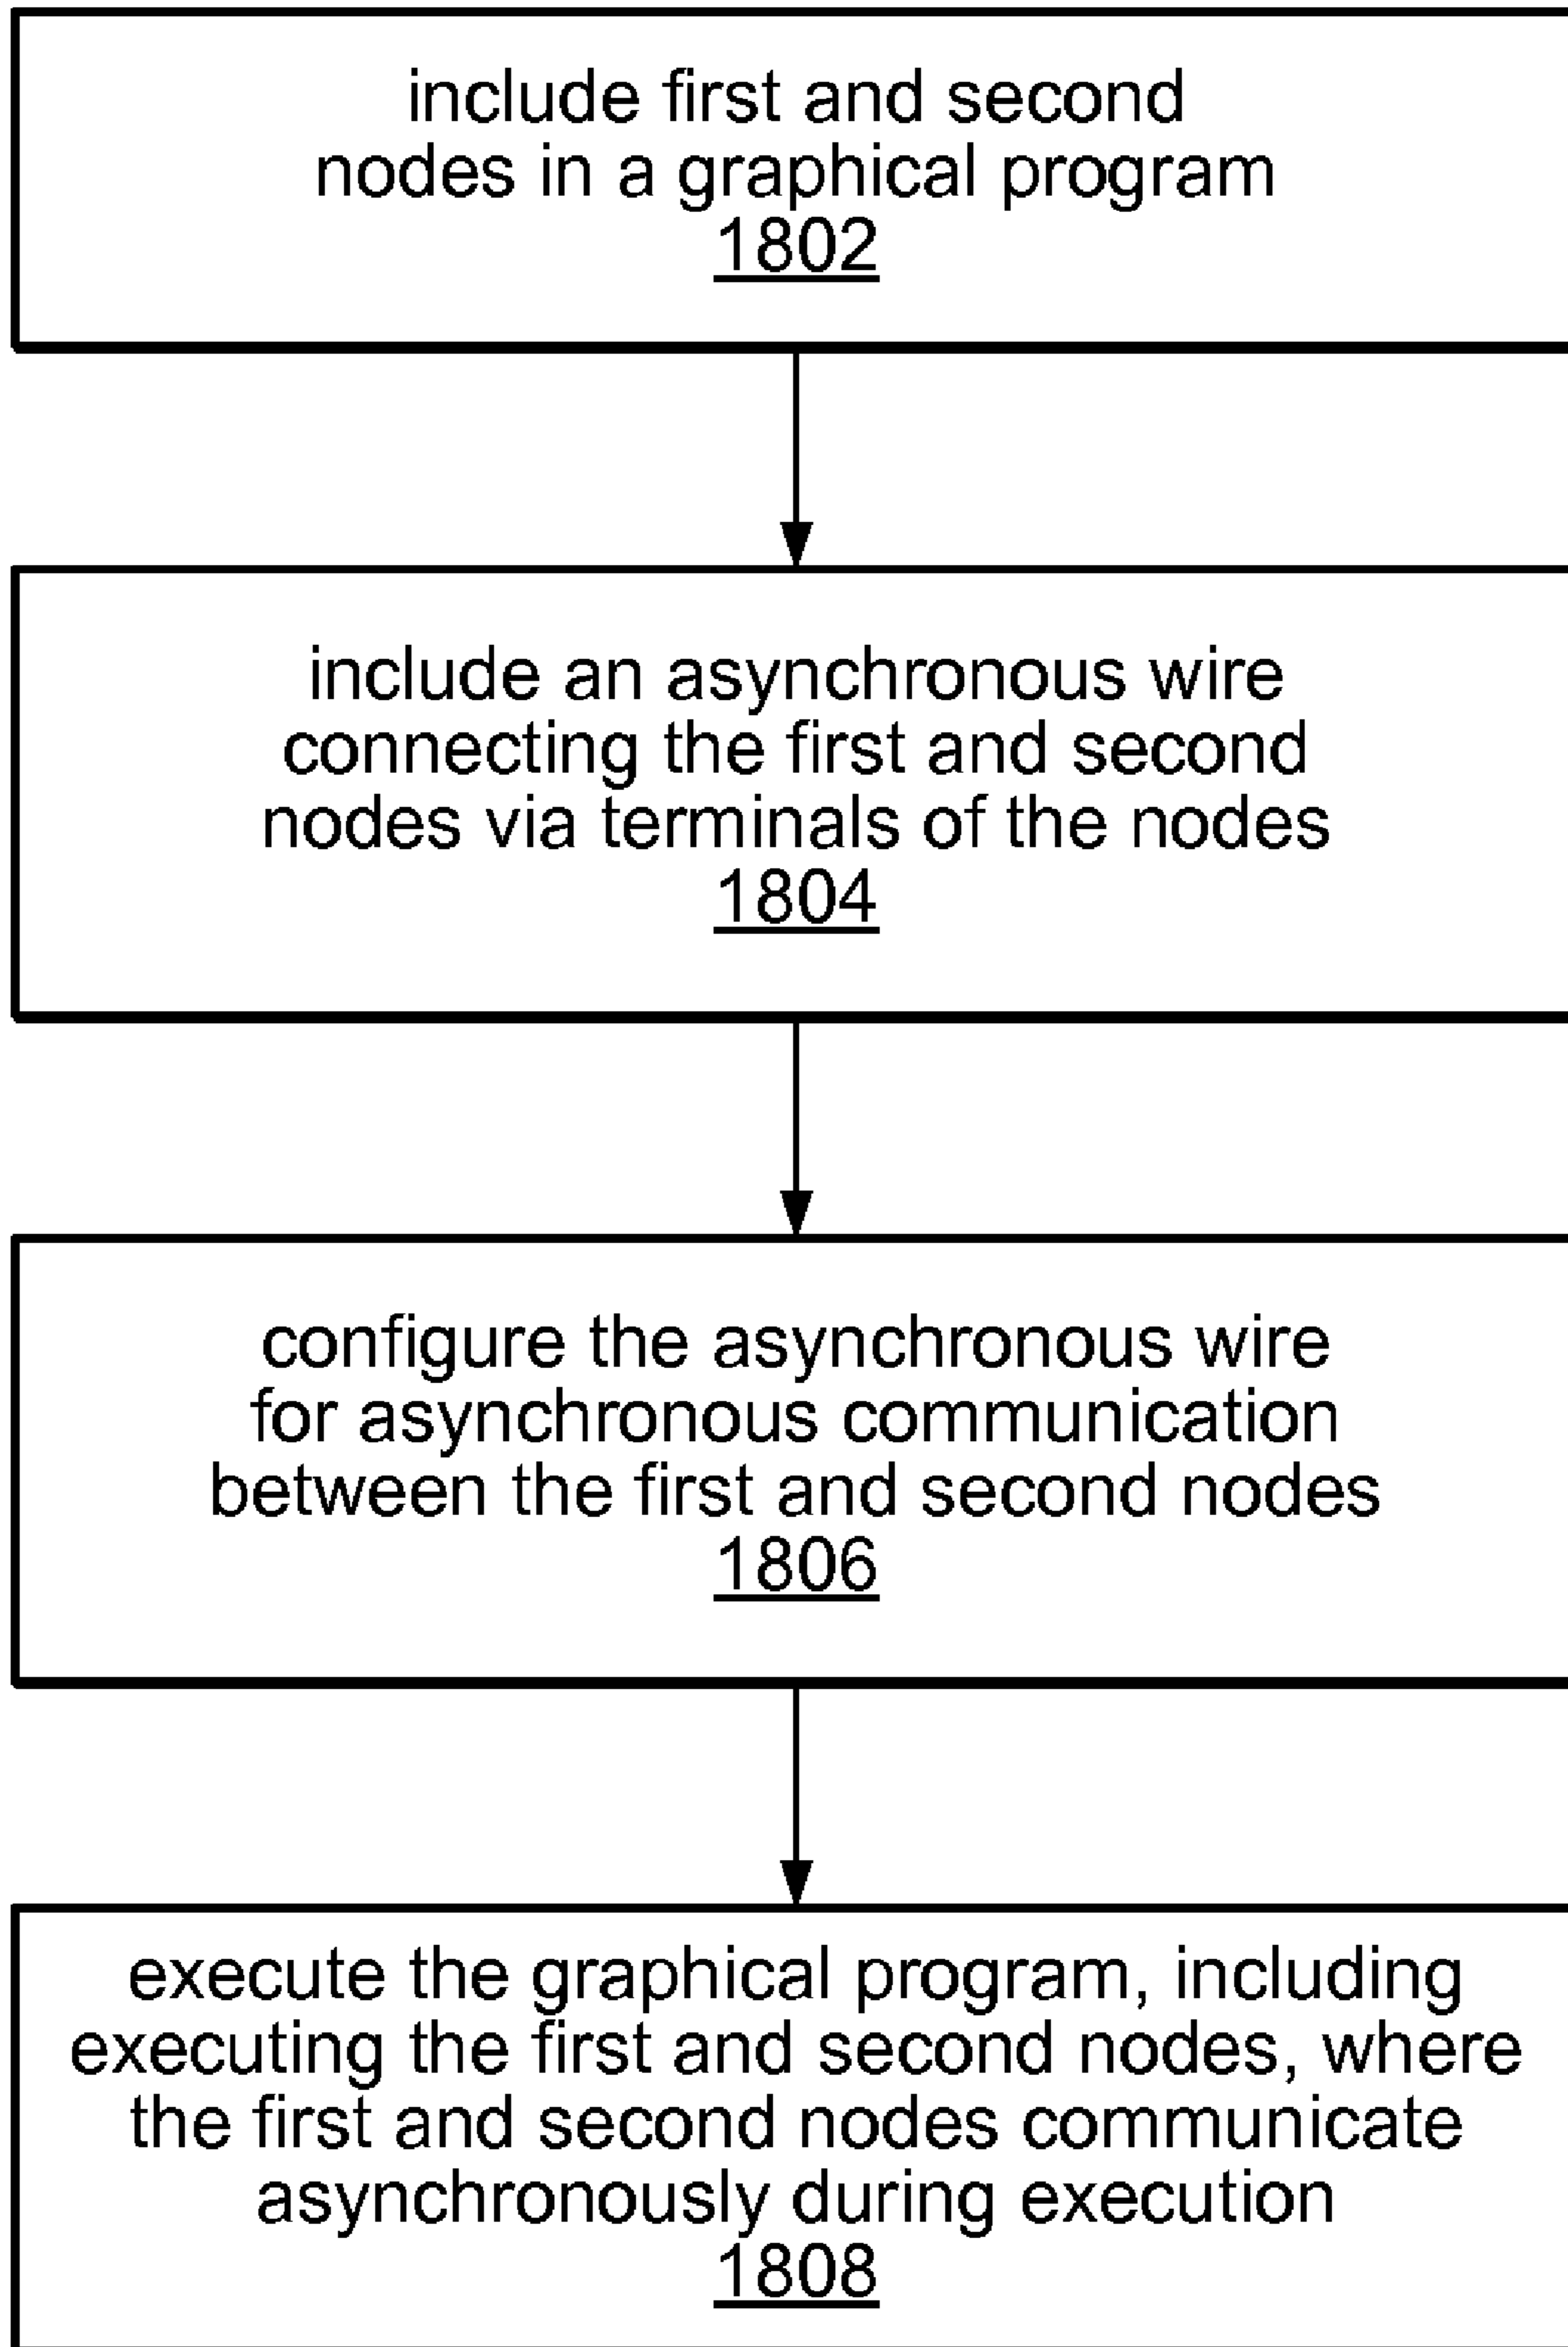 include first and second
nodes in a graphical program
1802
include an asynchronous wire
connecting the first and second
nodes via terminals of the nodes
1804
configure the asynchronous wire
for asynchronous communication
between the first and second nodes
1806
execute the graphical program, including
executing the first and second nodes, where
the first and second nodes communicate
asynchronously during execution
1808